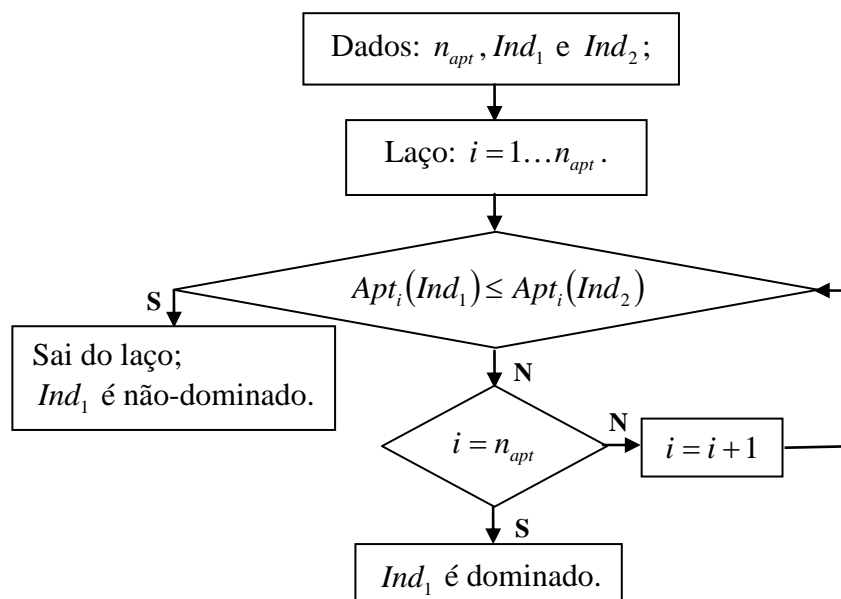 Dados: n_apt, Ind_1 e Ind_2;
Laço: i = 1…n_apt.
Apt_i(Ind_1) ≤ Apt_i(Ind_2)
S
Sai do laço;
Ind_1 é não-dominado.
N
i = n_apt
N
i = i + 1
S
Ind_1 é dominado.